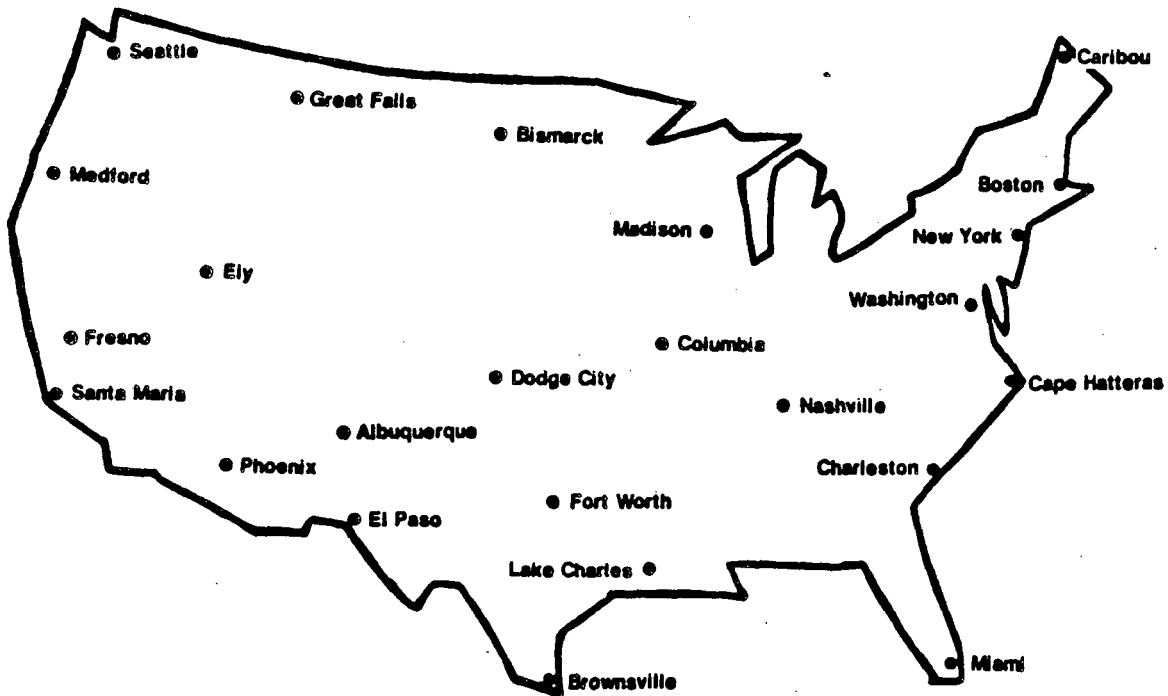 Seattle
Caribou
Great Falls
Bismarck
Medford
Boston
Madison
New York
Ely
Washington
Fresno
Columbia
Dodge City
Cape Hatteras
Santa Maria
Nashville
Albuquerque
Phoenix
Charleston
Fort Worth
El Paso
Lake Charles
Miami
Brownsville